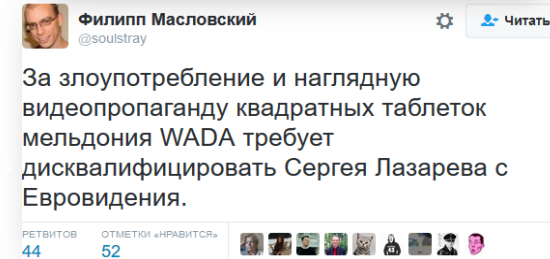 Филипп Масловский
@soulstray
Читать
За злоупотребление и наглядную
видеопропаганду квадратных таблеток
мельдония WADA требует
дисквалифицировать Сергея Лазарева с
Евровидения.
РЕТВИТОВ ОТМЕТКИ «НРАВИТСЯ»
44 52